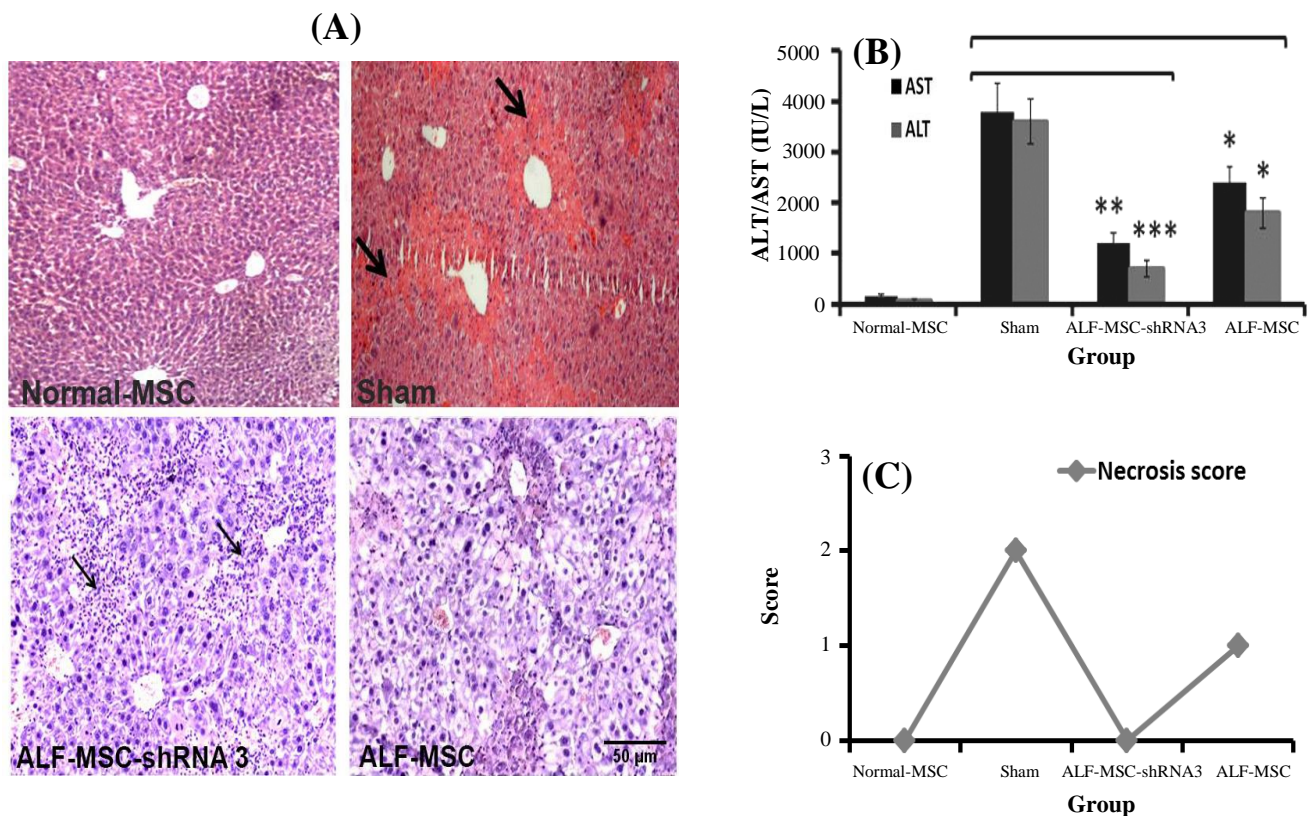 (A)
Normal-MSC
Sham
ALF-MSC-shRNA 3
ALF-MSC
50 µm
(B)
5000
4000
3000
2000
1000
0
ALT/AST (IU/L)
AST
ALT
**
***
*
*
Normal-MSC
Sham
ALF-MSC-shRNA3
ALF-MSC
Group
(C)
Necrosis score
3
2
1
0
Score
Normal-MSC
Sham
ALF-MSC-shRNA3
ALF-MSC
Group